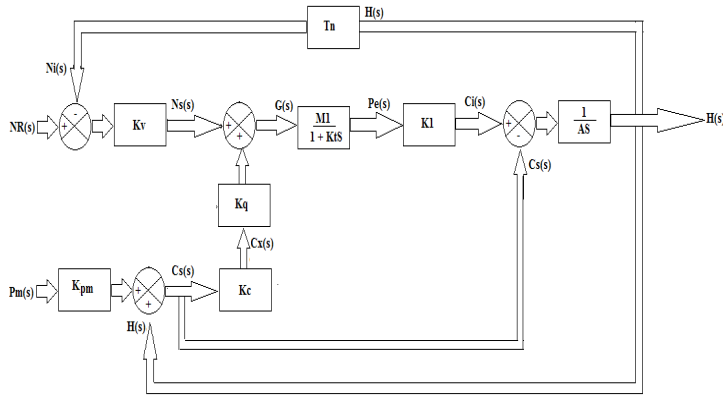 Tn
H(s)
Ni(s)
-
NR(s)
+
Kv
Ns(s)
+
+
G(s)
M1
1 + KtS
Pe(s)
K1
Ci(s)
+
-
1
AS
H(s)
Cs(s)
Kq
Cx(s)
Pm(s)
Kpm
+
+
Cs(s)
Kc
H(s)